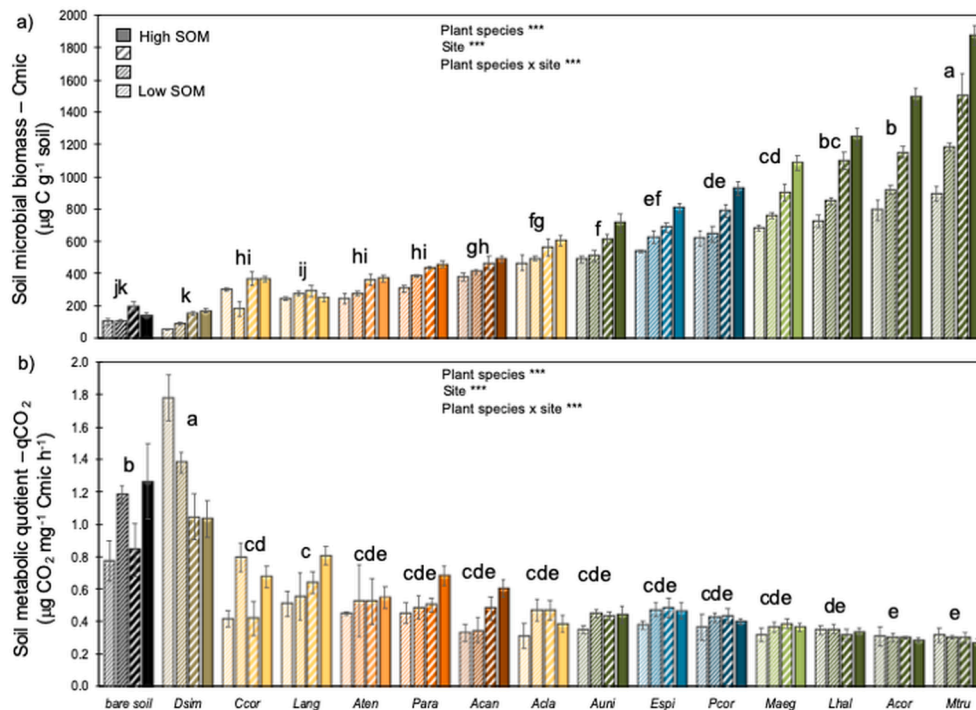 a)
2000
1800
1600
1400
1200
1000
800
600
400
200
0
Soil microbial biomass – Cmic
(µg C g⁻¹ soil)
High SOM
Low SOM
Plant species ***
Site ***
Plant species x site ***
jk
k
hi
ij
hi
hi
gh
fg
f
ef
de
cd
bc
b
a
b)
2.0
1.8
1.6
1.4
1.2
1.0
0.8
0.6
0.4
0.2
0.0
Soil metabolic quotient –qCO₂
(µg CO₂ mg⁻¹ Cmic h⁻¹)
Plant species ***
Site ***
Plant species x site ***
b
a
cd
c
cde
cde
cde
cde
cde
cde
cde
cde
de
e
e
bare soil Dsim Ccor Lang Aten Para Acan Acla Auni Espi Pcor Maeg Lhal Acor Mtru